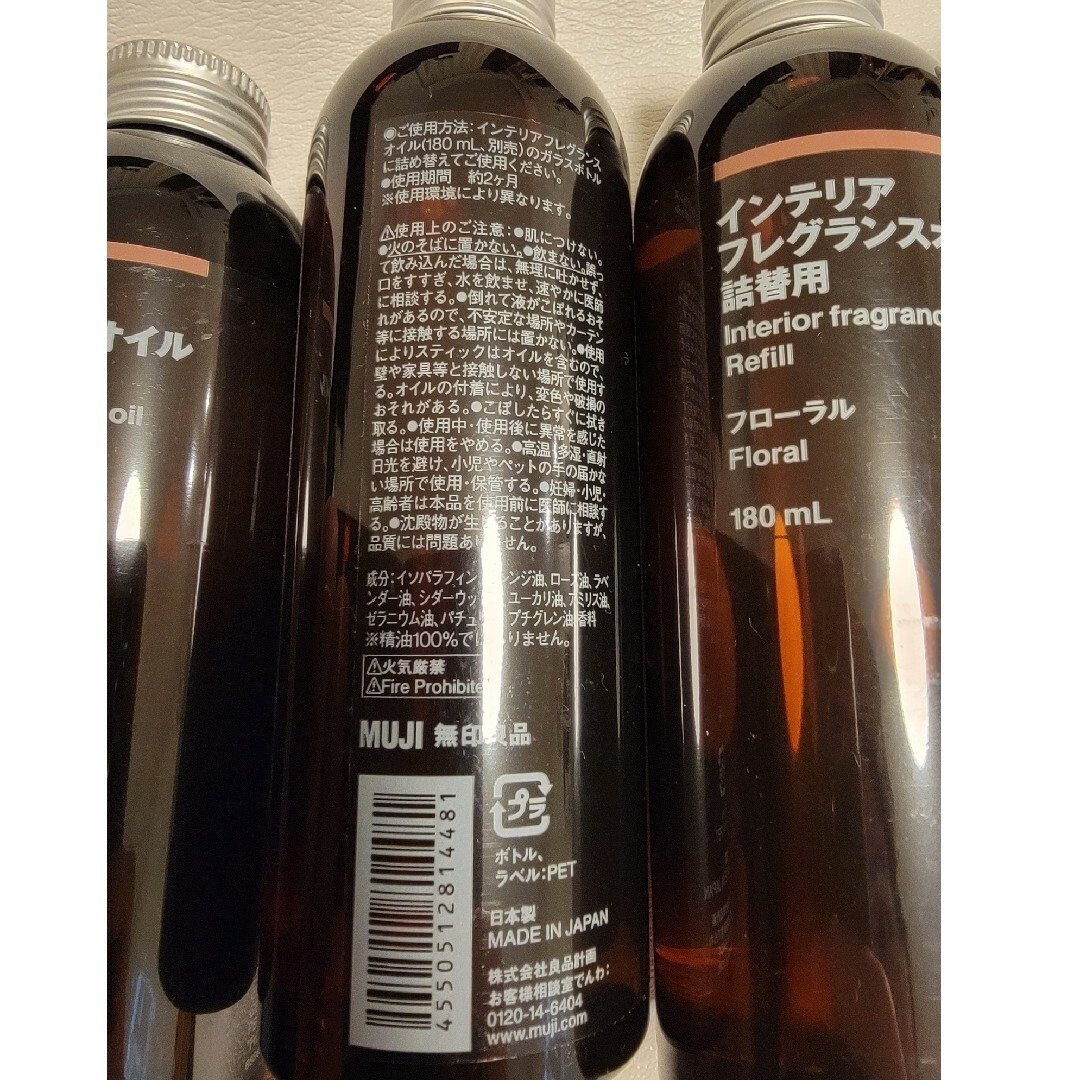 オイル
oil
●ご使用方法：インテリアフレグランス
オイル(180 mL、別売)のガラスボトル
に詰め替えてご使用ください。
●使用期間 約2ヶ月
※使用環境により異なります。
⚠使用上のご注意：●肌につけない。
●火のそばに置かない。●飲まない。誤っ
て飲み込んだ場合は、無理に吐かせず、
口をすすぎ、水を飲ませ、速やかに医師
に相談する。●倒れて液がこぼれるおそ
れがあるので、不安定な場所やカーテン
等に接触する場所には置かない。●使用
によりスティックはオイルを含むので、
壁や家具等と接触しない場所で使用す
る。オイルの付着により、変色や破損の
おそれがある。●こぼしたらすぐに拭き
取る。●使用中・使用後に異常を感じた
場合は使用をやめる。●高温・多湿・直射
日光を避け、小児やペットの手の届かな
い場所で使用・保管する。●妊婦・小児・
高齢者は本品を使用前に医師に相談す
る。●沈殿物が生じることがありますが、
品質には問題ありません。
成分：イソパラフィン、レンジ油、ローズ油、ラベ
ンダー油、シダーウッ、ユーカリ油、アミリス油、
ゼラニウム油、パチュリ、プチグレン油、香料
※精油100%ではありません。
⚠火気厳禁
⚠Fire Prohibite
MUJI 無印良品
4550512814481
プラ
ボトル、
ラベル：PET
日本製
MADE IN JAPAN
株式会社良品計画
お客様相談室でんわ：
0120-14-6404
www.muji.com
インテリア
フレグランスオ
詰替用
Interior fragranc
Refill
フローラル
Floral
180 mL